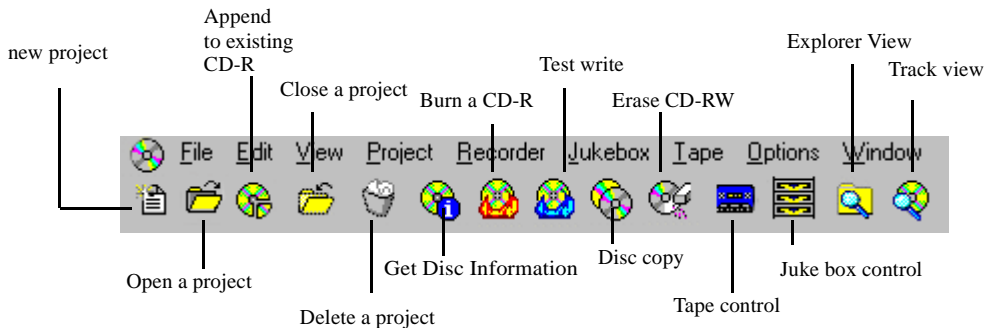 Append
to existing
CD-R
new project
Explorer View
Test write
Track view
Close a project
Burn a CD-R
Erase CD-RW
File Edit View Project Recorder Jukebox Tape Options Window
Get Disc Information
Disc copy
Juke box control
Open a project
Tape control
Delete a project